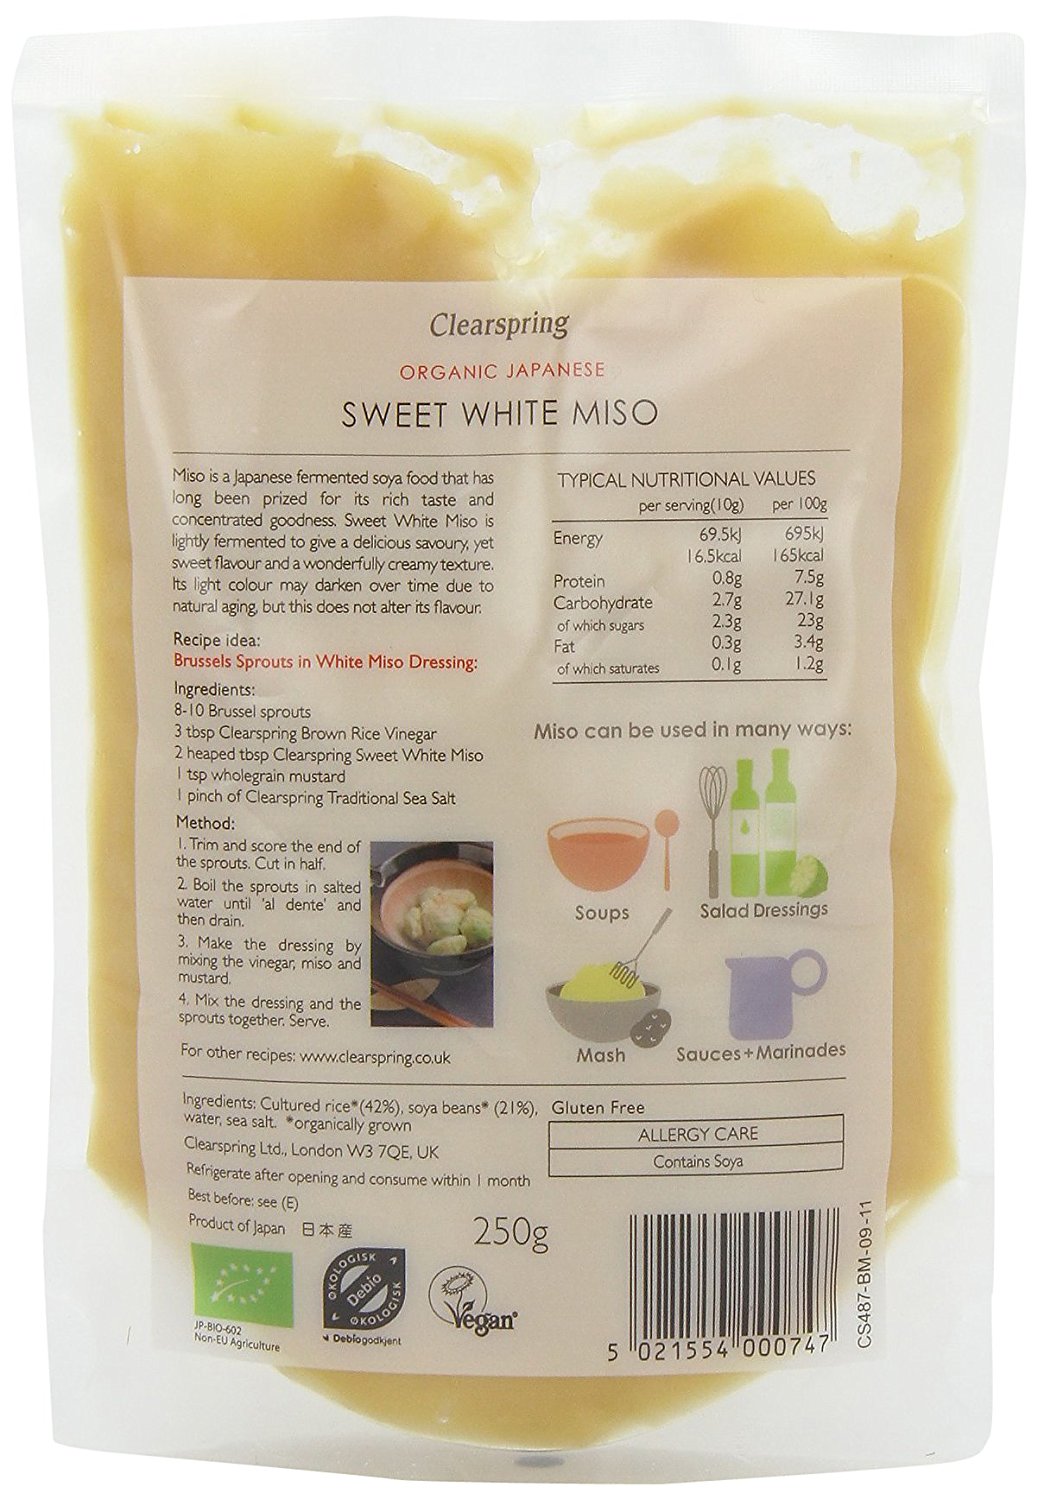 Clearspring
ORGANIC JAPANESE
SWEET WHITE MISO
Miso is a Japanese fermented soya food that has
long been prized for its rich taste and
concentrated goodness. Sweet White Miso is
lightly fermented to give a delicious savoury, yet
sweet flavour and a wonderfully creamy texture.
Its light colour may darken over time due to
natural aging, but this does not alter its flavour.
Recipe idea:
Brussels Sprouts in White Miso Dressing:
Ingredients:
8-10 Brussel sprouts
3 tbsp Clearspring Brown Rice Vinegar
2 heaped tbsp Clearspring Sweet White Miso
1 tsp wholegrain mustard
1 pinch of Clearspring Traditional Sea Salt
Method:
1. Trim and score the end of
the sprouts. Cut in half.
2. Boil the sprouts in salted
water until 'al dente' and
then drain.
3. Make the dressing by
mixing the vinegar, miso and
mustard.
4. Mix the dressing and the
sprouts together. Serve.
For other recipes: www.clearspring.co.uk
TYPICAL NUTRITIONAL VALUES
per serving(10g) per 100g
Energy 69.5kJ 695kJ
16.5kcal 165kcal
Protein 0.8g 7.5g
Carbohydrate 2.7g 27.1g
of which sugars 2.3g 23g
Fat 0.3g 3.4g
of which saturates 0.1g 1.2g
Miso can be used in many ways:
Soups
Salad Dressings
Mash
Sauces+Marinades
Ingredients: Cultured rice*(42%), soya beans* (21%),
water, sea salt. *organically grown
Clearspring Ltd., London W3 7QE, UK
Refrigerate after opening and consume within 1 month
Best before: see (E)
Product of Japan 日本産
250g
Gluten Free
ALLERGY CARE
Contains Soya
JP-BIO-602
Non-EU Agriculture
ØKOLOGISK
Debio
ØKOLOGISK
Debiogodkjent
Vegan
5 021554 000747
CS487-BM-09-11